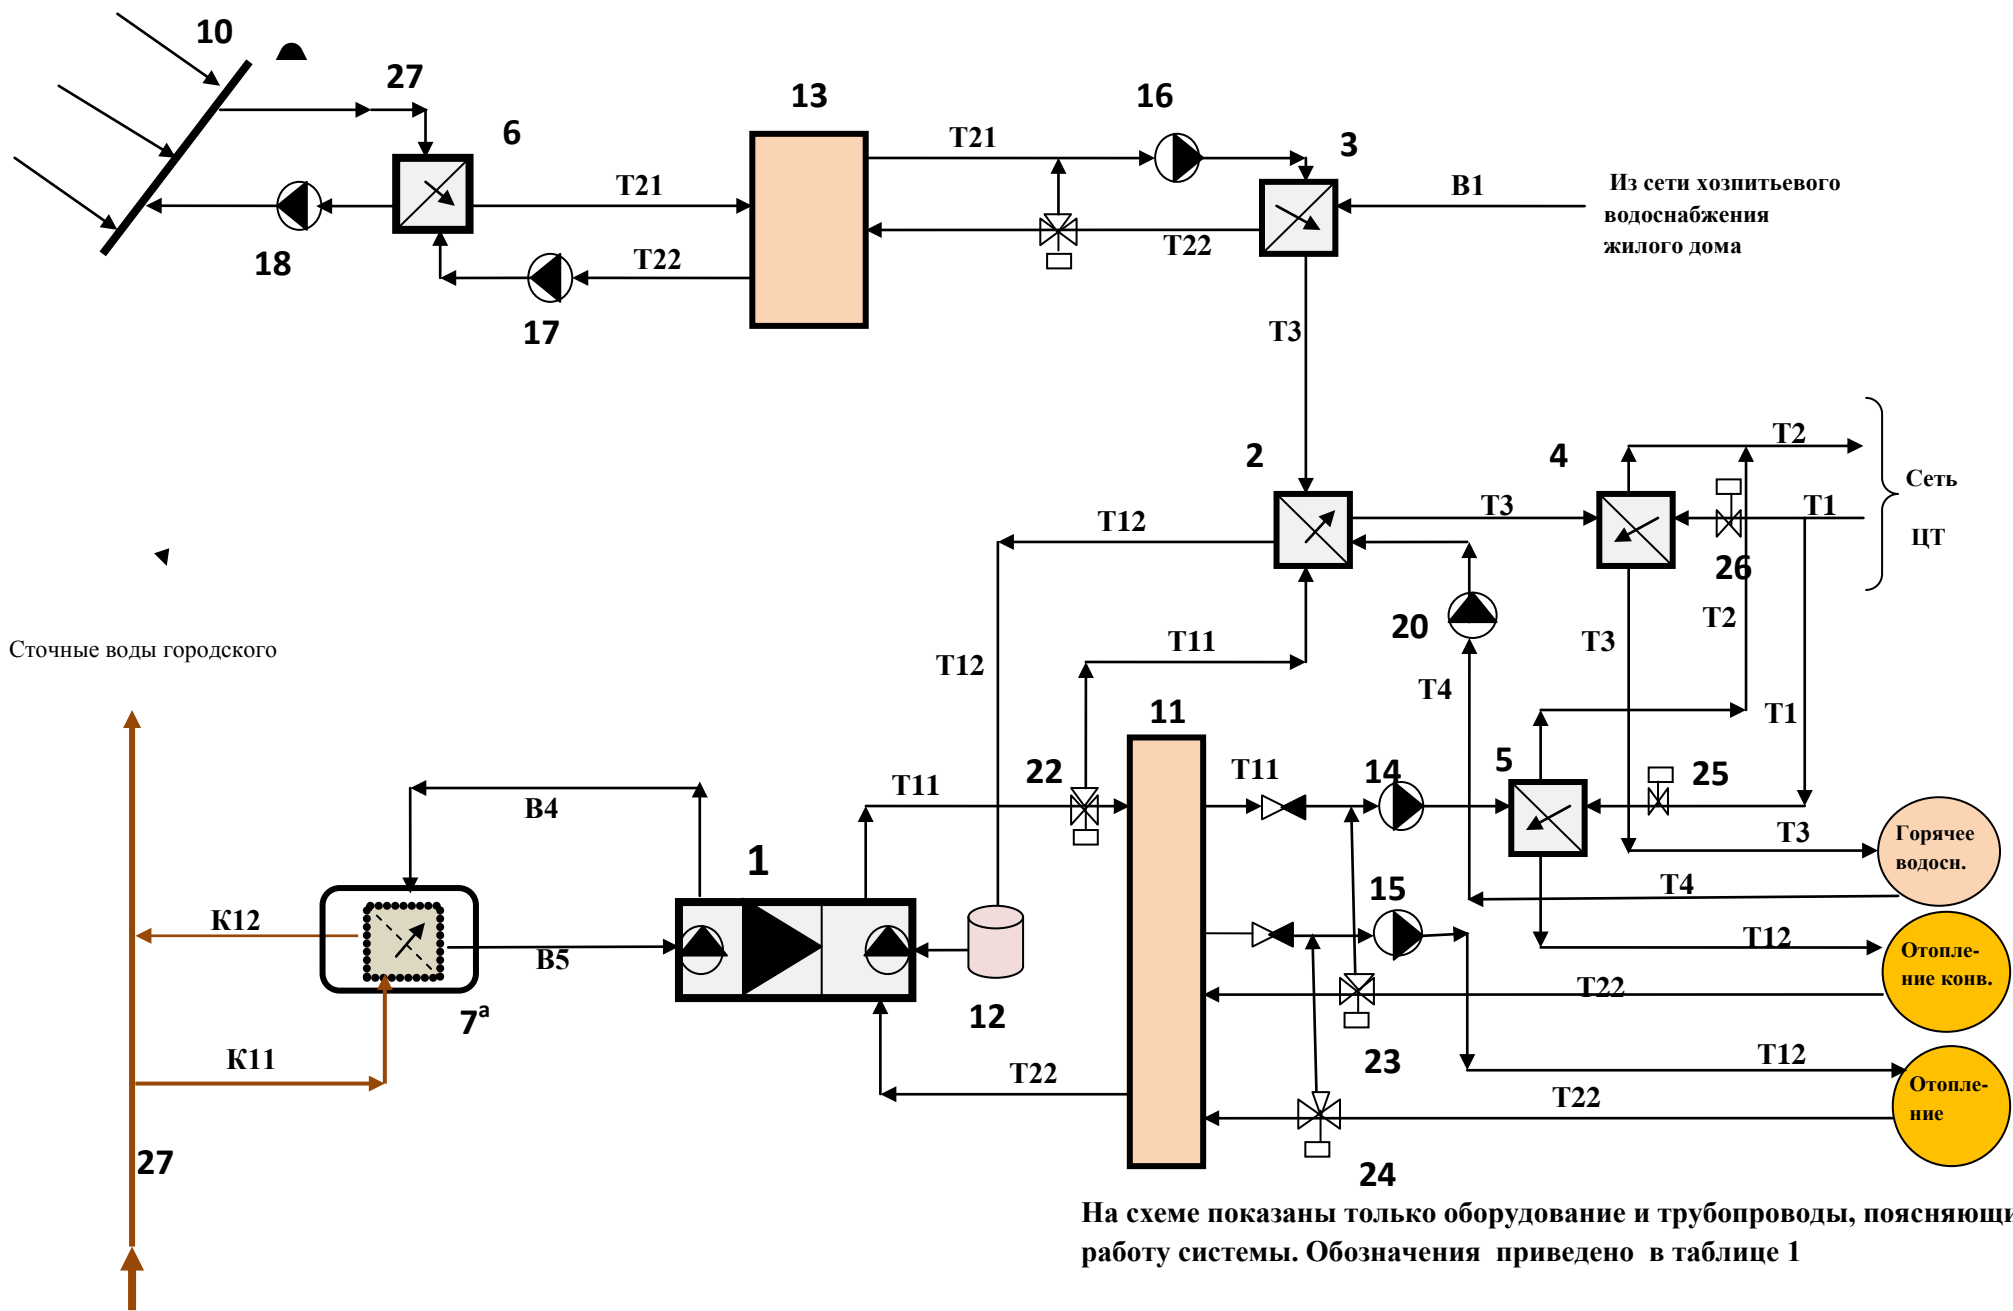 10
27
13
16
6
3
Т21
В1
Из сети хозпитьевого
водоснабжения
жилого дома
Т21
Т22
18
Т22
17
Т3
2
4
Т2
Сеть
Т12
Т3
Т1
ЦТ
26
Т2
20
Т3
Сточные воды городского
Т11
Т12
Т4
11
Т1
5
22
Т11
14
25
Т11
В4
Т3
Горячее
водосн.
1
15
Т4
К12
Т12
Отопле-
ние конв.
В5
12
7а
Т22
К11
23
Т12
Т22
Т22
Отопле-
ние
27
24
На схеме показаны только оборудование и трубопроводы, поясняющи
работу системы. Обозначения приведено в таблице 1